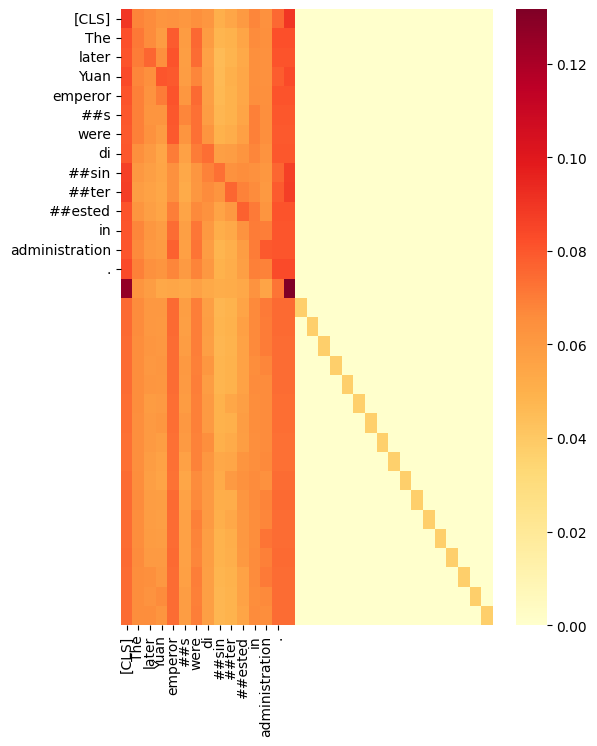 [CLS]
The
later
Yuan
emperor
##s
were
di
##sin
##ter
##ested
in
administration
.
0.12
0.10
0.08
0.06
0.04
0.02
0.00
[CLS]
The
later
Yuan
emperor
##s
were
di
##sin
##ter
##ested
in
administration
.